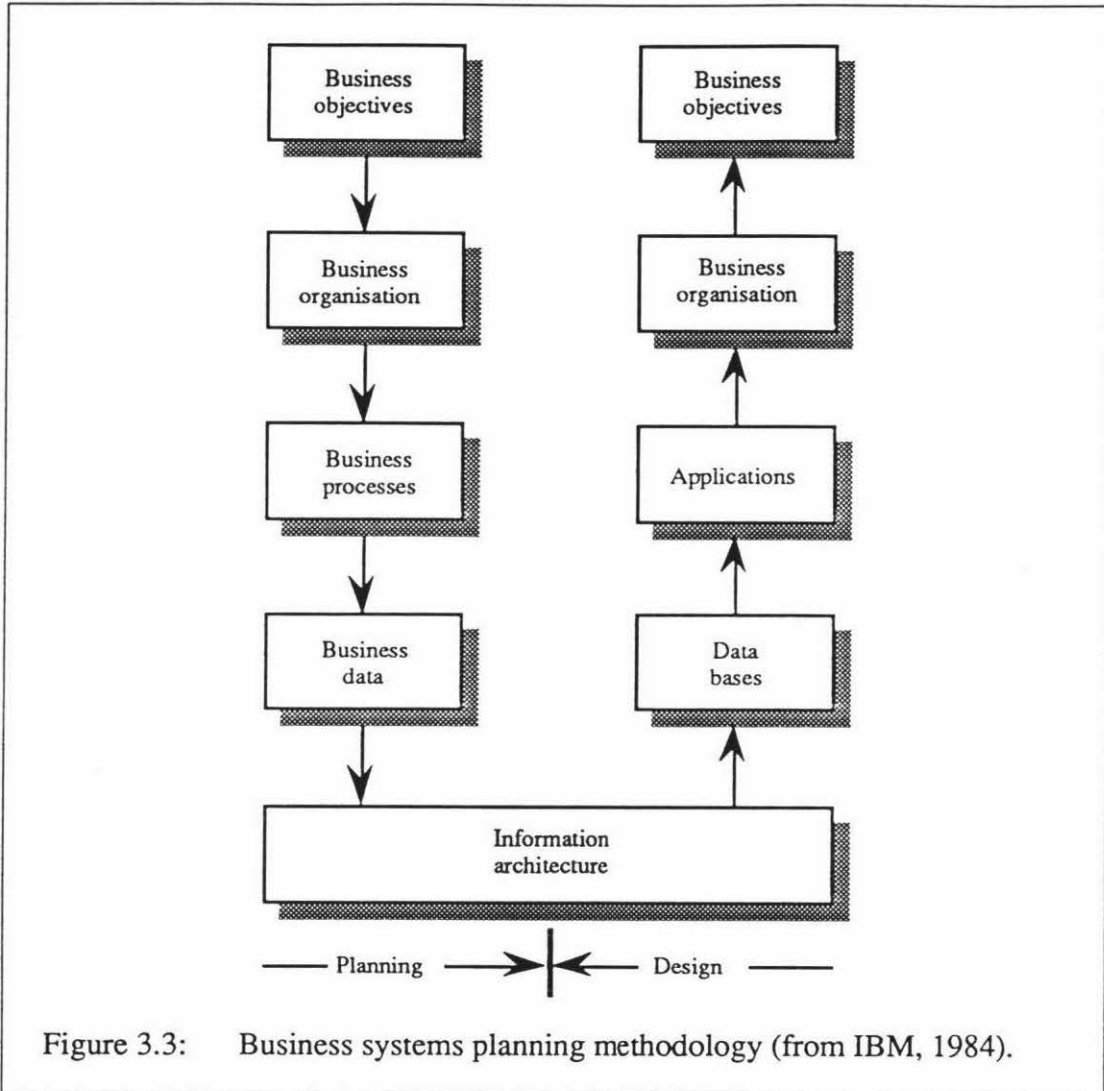 Business
objectives
Business
organisation
Business
processes
Business
data
Business
objectives
Business
organisation
Applications
Data
bases
Information
architecture
Planning
Design
Figure 3.3: Business systems planning methodology (from IBM, 1984).